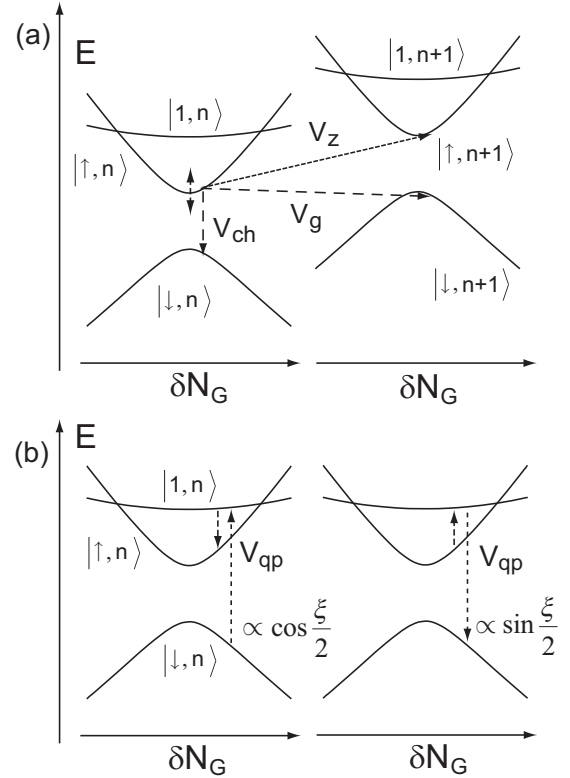 (a)
E
|1, n⟩
|1, n+1⟩
|↑, n⟩
V_z
|↑, n+1⟩
V_ch
V_g
|↓, n⟩
|↓, n+1⟩
δN_G
δN_G
(b)
E
|1, n⟩
|↑, n⟩
V_qp
V_qp
∝ cos ξ/2
∝ sin ξ/2
|↓, n⟩
δN_G
δN_G